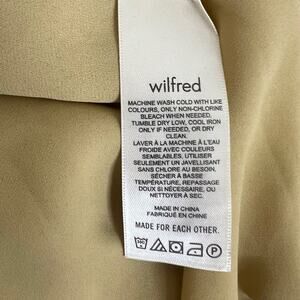 wilfred
MACHINE WASH COLD WITH LIKE
COLOURS, ONLY NON-CHLORINE
BLEACH WHEN NEEDED,
TUMBLE DRY LOW, COOL IRON
ONLY IF NEEDED, OR DRY
CLEAN.
LAVER À LA MACHINE À L'EAU
FROIDE AVEC COULEURS
SEMBLABLES, UTILISER
SEULEMENT UN JAVELLISANT
SANS CHLORE AU BESOIN,
SÉCHER À BASSE
TEMPÉRATURE, REPASSAGE
DOUX SI NÉCESSAIRE, OU
NETTOYER À SEC.
MADE IN CHINA
FABRIQUÉ EN CHINE
MADE FOR EACH OTHER.